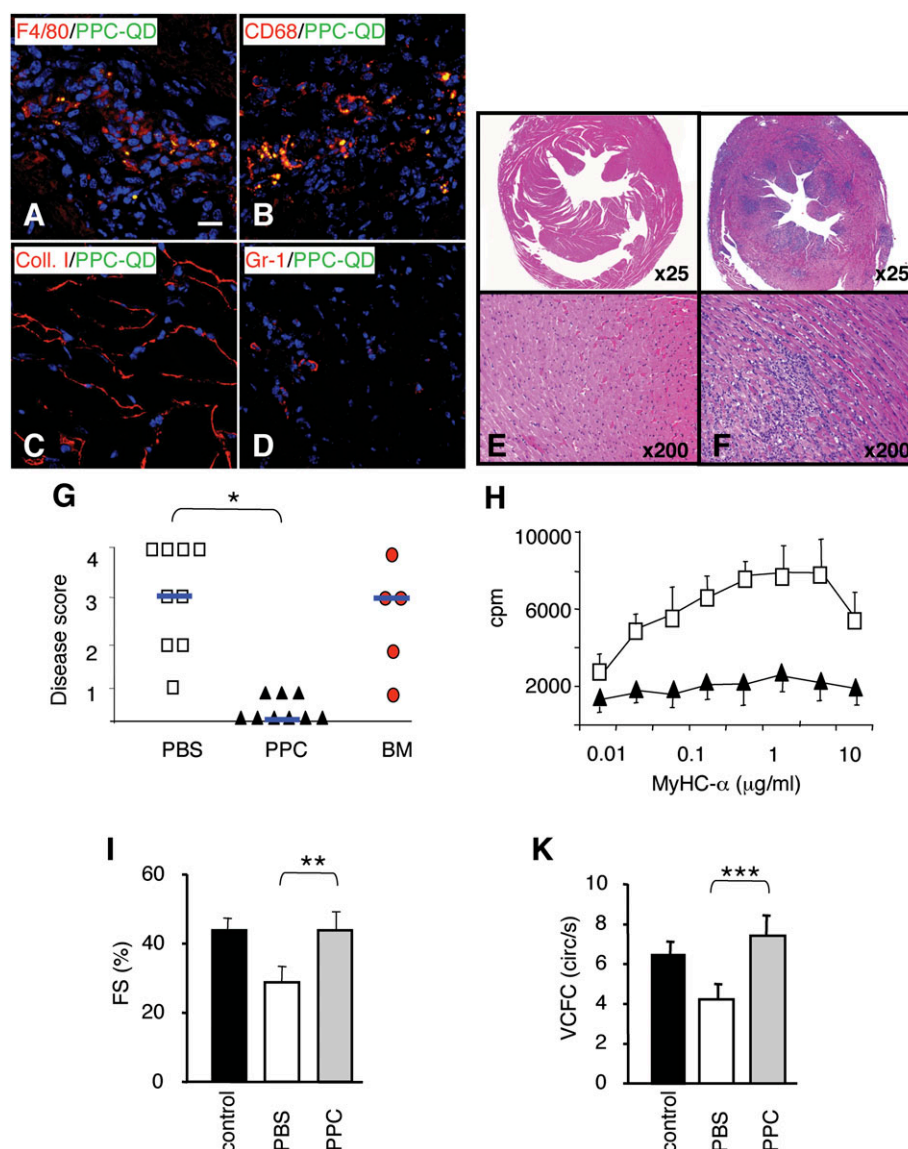 F4/80/PPC-QD
CD68/PPC-QD
A
B
Coll. I/PPC-QD
Gr-1/PPC-QD
C
D
x25
x25
E
x200
F
x200
G
*
Disease score
4
3
2
1
PBS
PPC
BM
H
cpm
10000
6000
2000
0.01
0.1
1
10
MyHC-α (μg/ml)
I
**
FS (%)
60
40
20
0
control
PBS
PPC
K
***
VCFC (circ/s)
10
8
6
4
2
0
control
PBS
PPC